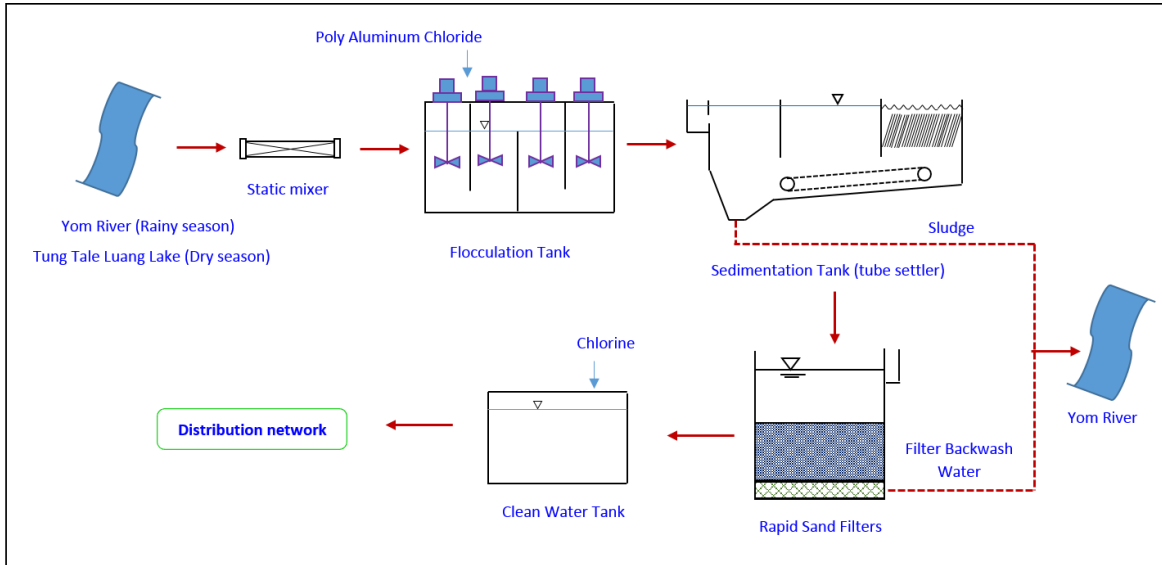 Poly Aluminum Chloride
Static mixer
Yom River (Rainy season)
Tung Tale Luang Lake (Dry season)
Flocculation Tank
Sludge
Sedimentation Tank (tube settler)
Chlorine
Distribution network
Clean Water Tank
Filter Backwash
Water
Rapid Sand Filters
Yom River